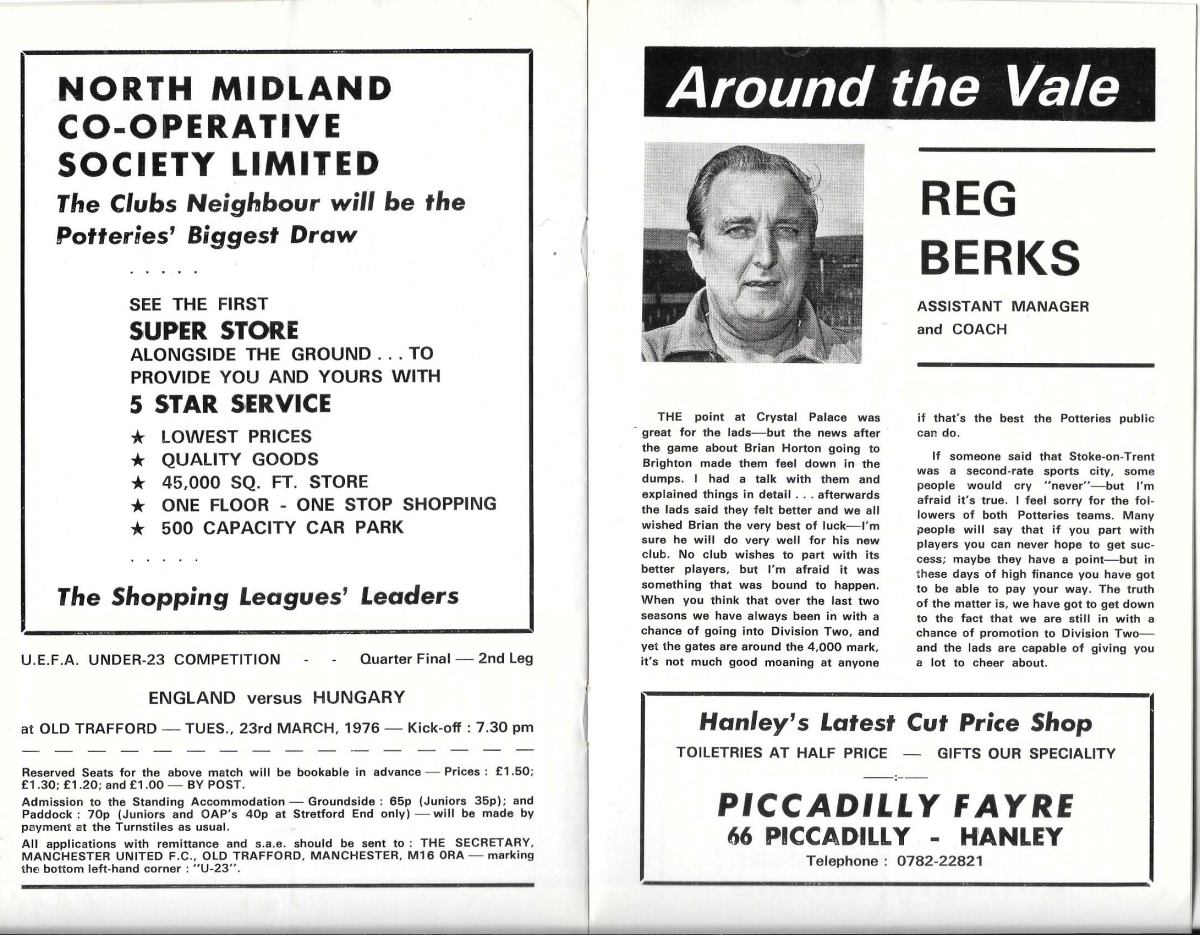 NORTH MIDLAND
CO-OPERATIVE
SOCIETY LIMITED
The Clubs Neighbour will be the
Potteries' Biggest Draw
. . . . .
SEE THE FIRST
SUPER STORE
ALONGSIDE THE GROUND . . . TO
PROVIDE YOU AND YOURS WITH
5 STAR SERVICE
★ LOWEST PRICES
★ QUALITY GOODS
★ 45,000 SQ. FT. STORE
★ ONE FLOOR - ONE STOP SHOPPING
★ 500 CAPACITY CAR PARK
. . . . .
The Shopping Leagues' Leaders
U.E.F.A. UNDER-23 COMPETITION - - Quarter Final — 2nd Leg
ENGLAND versus HUNGARY
at OLD TRAFFORD — TUES., 23rd MARCH, 1976 — Kick-off : 7.30 pm
Reserved Seats for the above match will be bookable in advance — Prices : £1.50;
£1.30; £1.20; and £1.00 — BY POST.
Admission to the Standing Accommodation — Groundside : 65p (Juniors 35p); and
Paddock : 70p (Juniors and OAP's 40p at Stretford End only) — will be made by
payment at the Turnstiles as usual.
All applications with remittance and s.a.e. should be sent to : THE SECRETARY,
MANCHESTER UNITED F.C., OLD TRAFFORD, MANCHESTER, M16 0RA — marking
the bottom left-hand corner : "U-23".
Around the Vale
REG
BERKS
ASSISTANT MANAGER
and COACH
THE point at Crystal Palace was
great for the lads—but the news after
the game about Brian Horton going to
Brighton made them feel down in the
dumps. I had a talk with them and
explained things in detail . . . afterwards
the lads said they felt better and we all
wished Brian the very best of luck—I'm
sure he will do very well for his new
club. No club wishes to part with its
better players, but I'm afraid it was
something that was bound to happen.
When you think that over the last two
seasons we have always been in with a
chance of going into Division Two, and
yet the gates are around the 4,000 mark,
it's not much good moaning at anyone
if that's the best the Potteries public
can do.
If someone said that Stoke-on-Trent
was a second-rate sports city, some
people would cry "never"—but I'm
afraid it's true. I feel sorry for the fol-
lowers of both Potteries teams. Many
people will say that if you part with
players you can never hope to get suc-
cess; maybe they have a point—but in
these days of high finance you have got
to be able to pay your way. The truth
of the matter is, we have got to get down
to the fact that we are still in with a
chance of promotion to Division Two—
and the lads are capable of giving you
a lot to cheer about.
Hanley's Latest Cut Price Shop
TOILETRIES AT HALF PRICE — GIFTS OUR SPECIALITY
PICCADILLY FAYRE
66 PICCADILLY - HANLEY
Telephone : 0782-22821